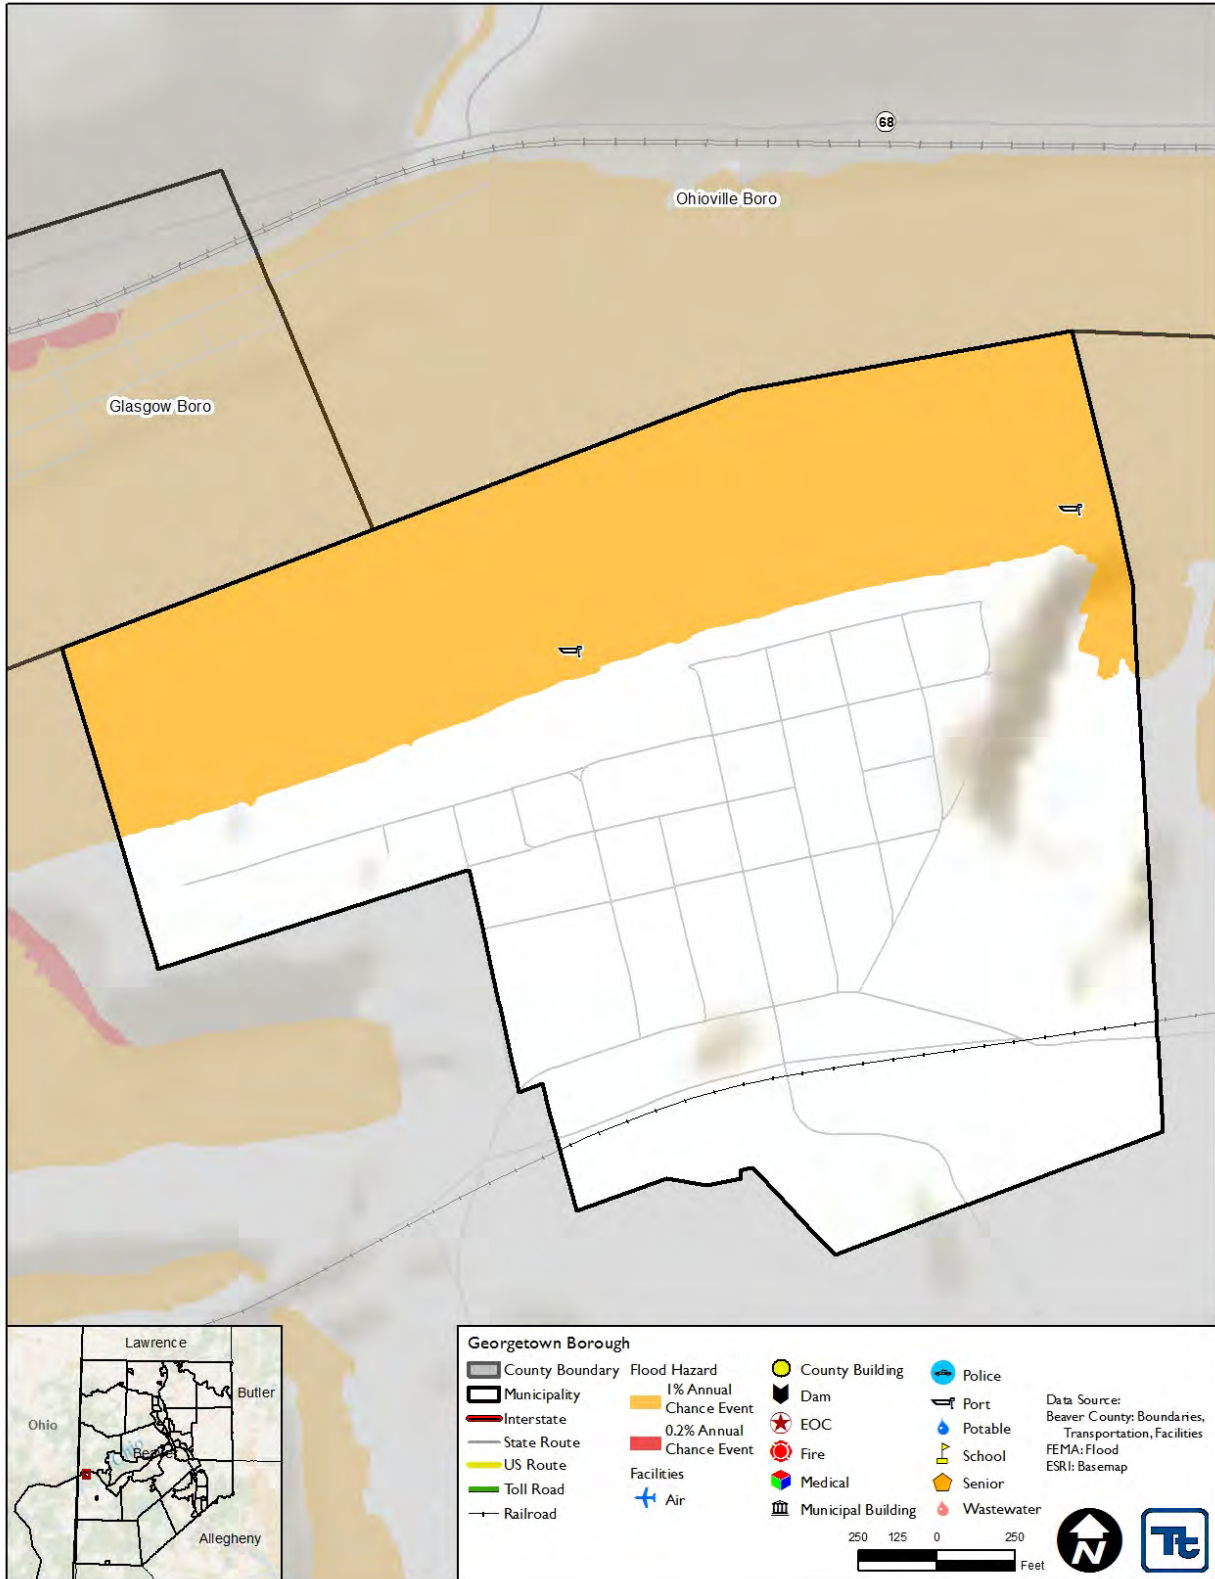 68
Ohioville Boro
Glasgow Boro
Lawrence
Butler
Ohio
Ohio
Beaver
Allegheny
Georgetown Borough
County Boundary
Municipality
Interstate
State Route
US Route
Toll Road
Railroad
Flood Hazard
1% Annual
Chance Event
0.2% Annual
Chance Event
Facilities
Air
County Building
Dam
EOC
Fire
Medical
Municipal Building
Police
Port
Potable
School
Senior
Wastewater
Data Source:
Beaver County: Boundaries,
Transportation, Facilities
FEMA: Flood
ESRI: Basemap
250 125 0 250
Feet
N
Tt